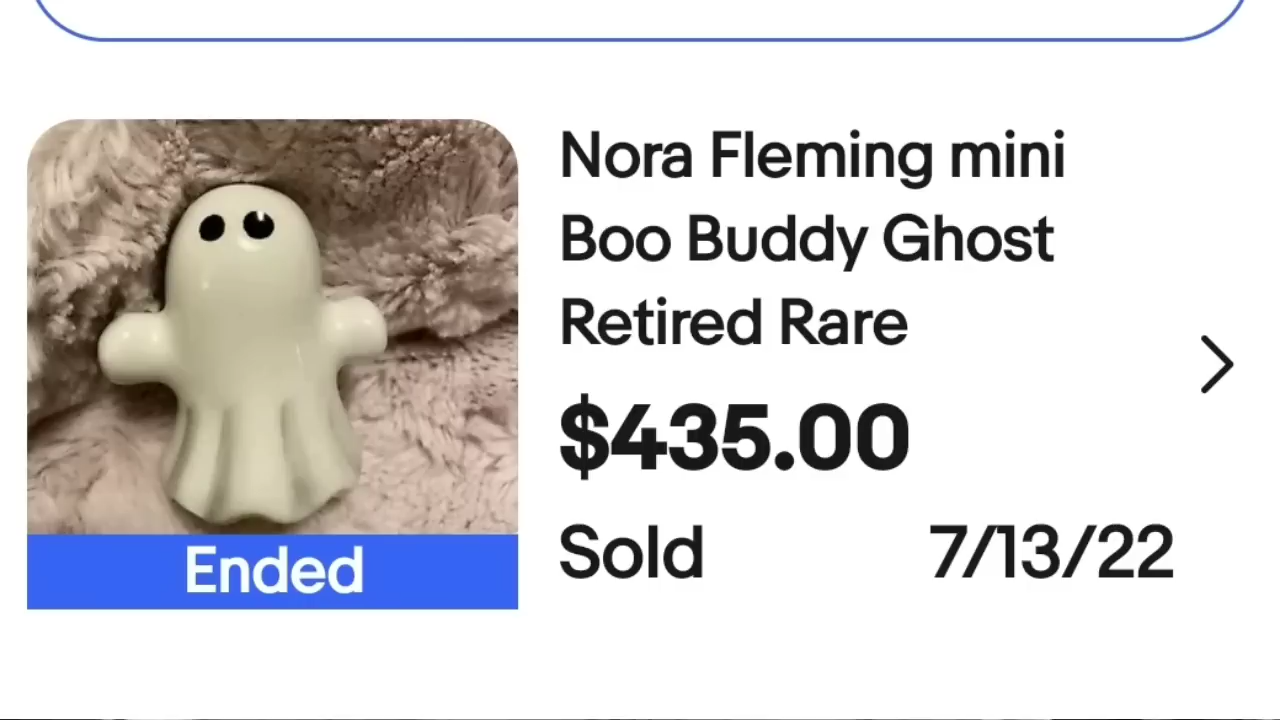 Nora Fleming mini
Boo Buddy Ghost
Retired Rare
$435.00
Sold 7/13/22
Ended